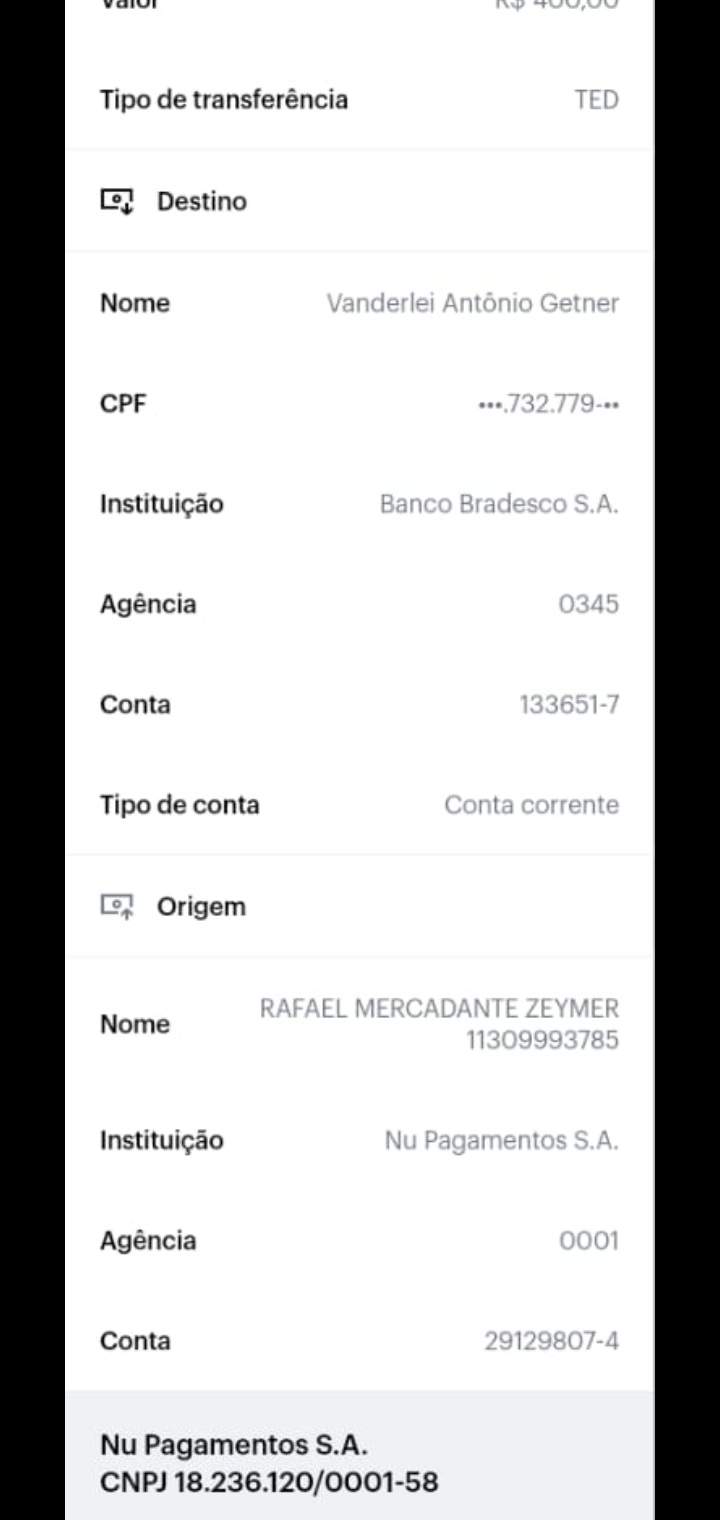 Valor R$ 400,00
Tipo de transferência TED
Destino
Nome Vanderlei Antônio Getner
CPF •••.732.779-••
Instituição Banco Bradesco S.A.
Agência 0345
Conta 133651-7
Tipo de conta Conta corrente
Origem
Nome RAFAEL MERCADANTE ZEYMER
11309993785
Instituição Nu Pagamentos S.A.
Agência 0001
Conta 29129807-4
Nu Pagamentos S.A.
CNPJ 18.236.120/0001-58